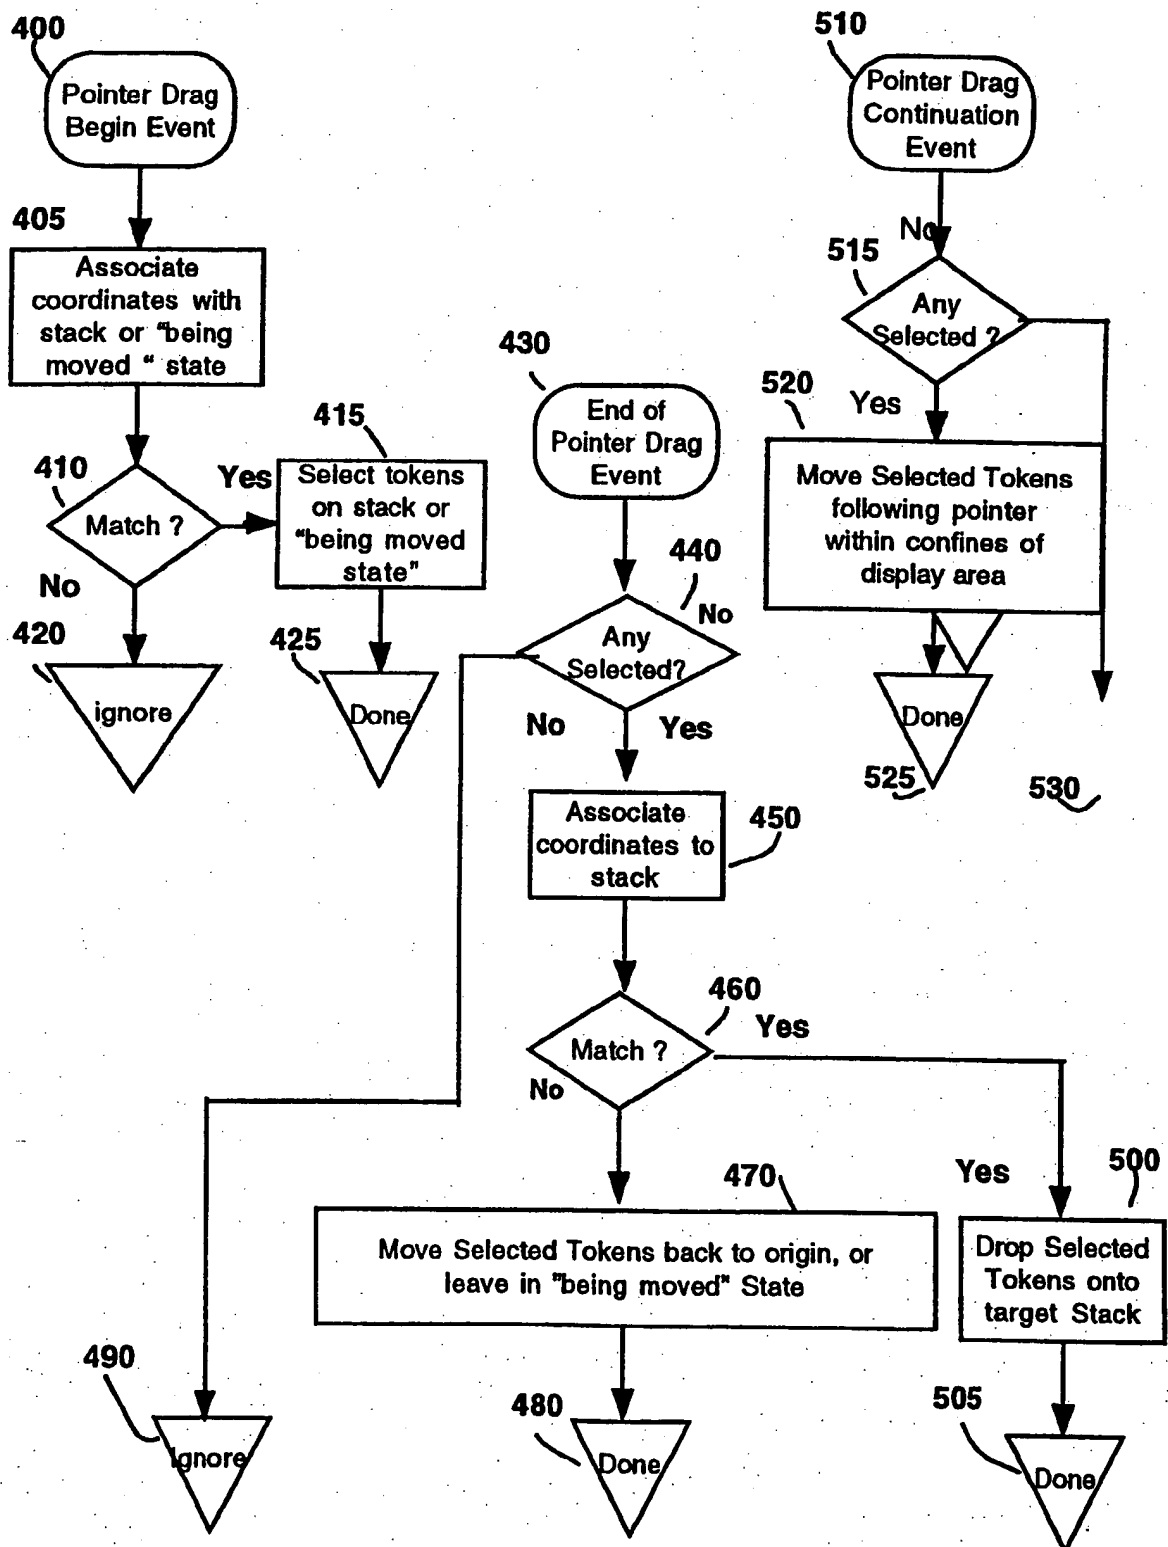 400
Pointer Drag
Begin Event
405
Associate
coordinates with
stack or "being
moved " state
410
Match ?
Yes
415
Select tokens
on stack or
"being moved
state"
No
420
ignore
425
Done
430
End of
Pointer Drag
Event
440
No
Any
Selected?
No
Yes
Associate
coordinates to
stack
450
460
Match ?
Yes
No
470
Move Selected Tokens back to origin, or
leave in "being moved" State
Yes
500
Drop Selected
Tokens onto
target Stack
490
Ignore
480
Done
505
Done
510
Pointer Drag
Continuation
Event
No
515
Any
Selected ?
520
Yes
Move Selected Tokens
following pointer
within confines of
display area
Done
525
530